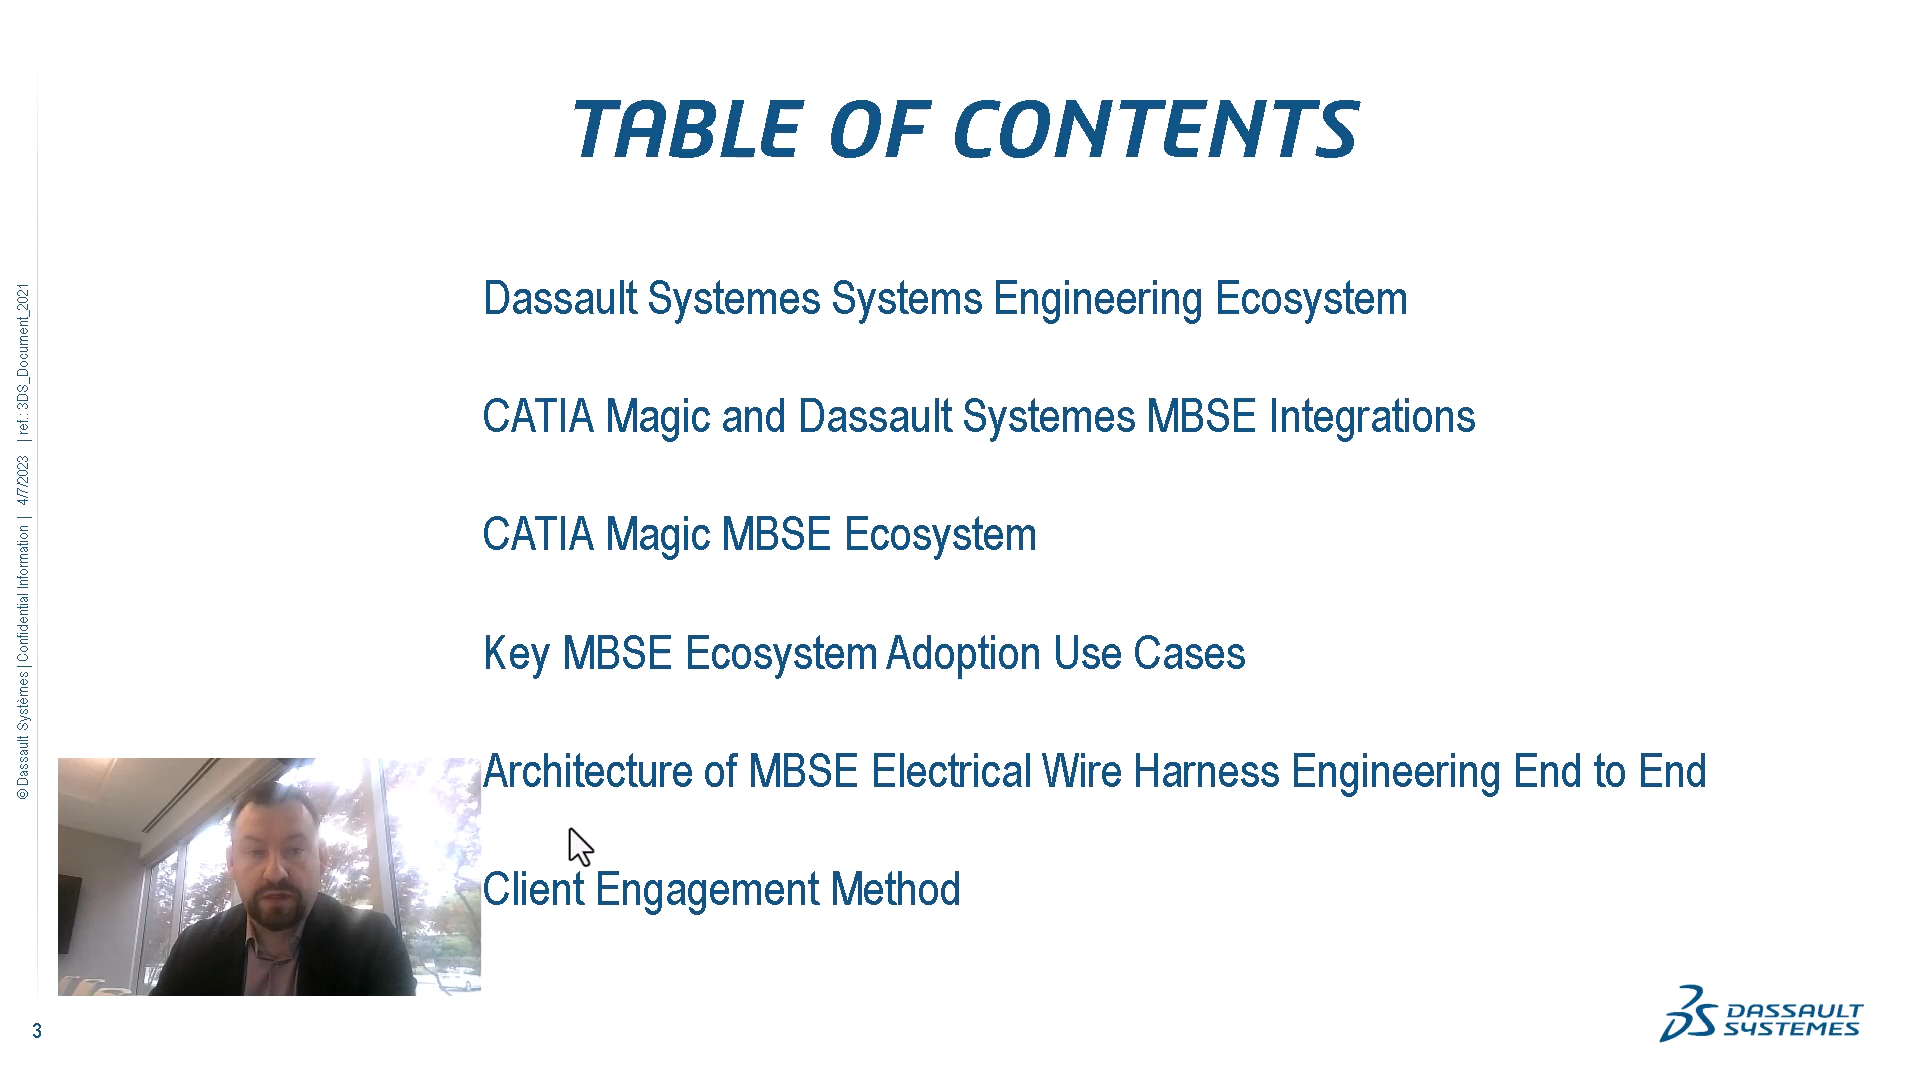 TABLE OF CONTENTS
Dassault Systemes Systems Engineering Ecosystem
CATIA Magic and Dassault Systemes MBSE Integrations
CATIA Magic MBSE Ecosystem
Key MBSE Ecosystem Adoption Use Cases
Architecture of MBSE Electrical Wire Harness Engineering End to End
Client Engagement Method
© Dassault Systèmes | Confidential Information | 4/7/2023 | ref.: 3DS_Document_2021
3
DASSAULT
SYSTEMES